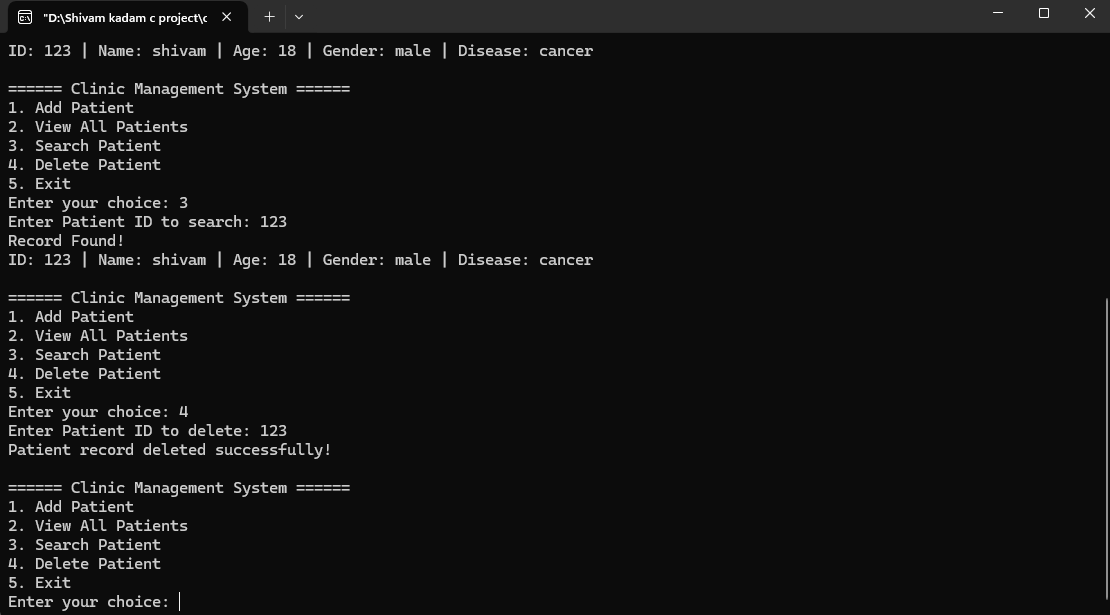 "D:\Shivam kadam c project\c
ID: 123 | Name: shivam | Age: 18 | Gender: male | Disease: cancer
====== Clinic Management System ======
1. Add Patient
2. View All Patients
3. Search Patient
4. Delete Patient
5. Exit
Enter your choice: 3
Enter Patient ID to search: 123
Record Found!
ID: 123 | Name: shivam | Age: 18 | Gender: male | Disease: cancer
====== Clinic Management System ======
1. Add Patient
2. View All Patients
3. Search Patient
4. Delete Patient
5. Exit
Enter your choice: 4
Enter Patient ID to delete: 123
Patient record deleted successfully!
====== Clinic Management System ======
1. Add Patient
2. View All Patients
3. Search Patient
4. Delete Patient
5. Exit
Enter your choice: